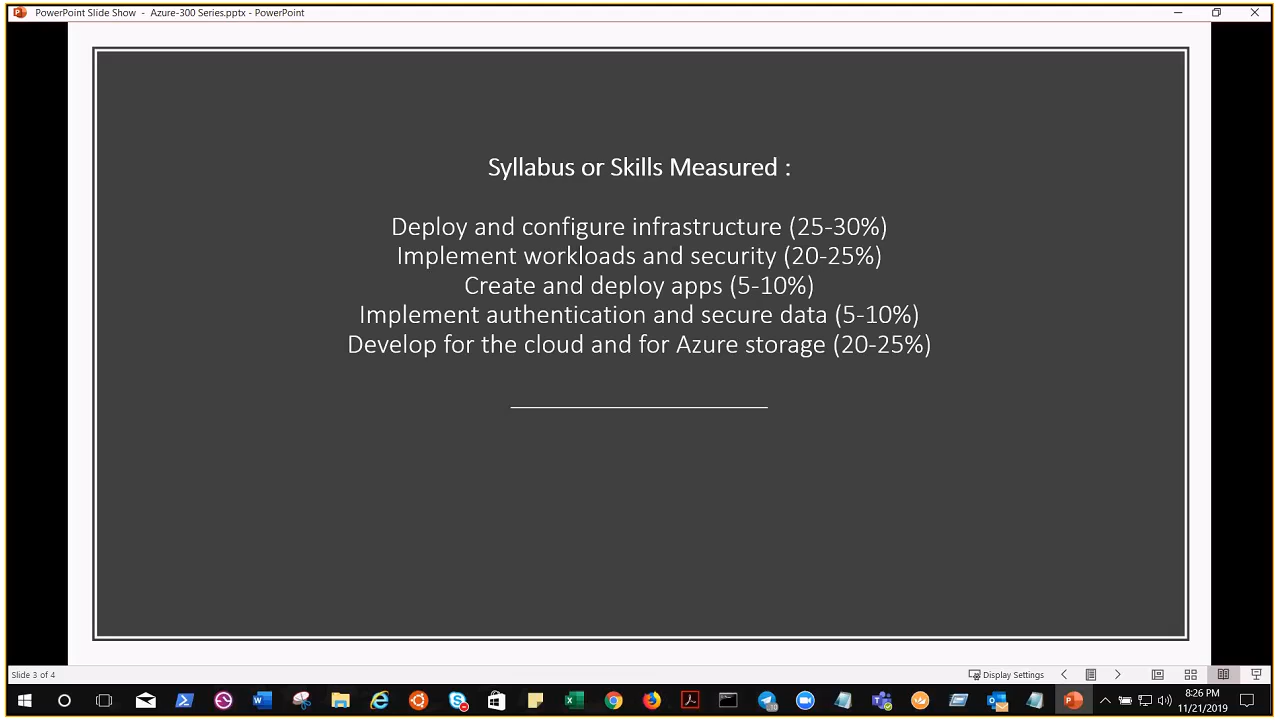 PowerPoint Slide Show - Azure-300 Series.pptx - PowerPoint
Syllabus or Skills Measured :
Deploy and configure infrastructure (25-30%)
Implement workloads and security (20-25%)
Create and deploy apps (5-10%)
Implement authentication and secure data (5-10%)
Develop for the cloud and for Azure storage (20-25%)
Slide 3 of 4
Display Settings
8:26 PM
11/21/2019